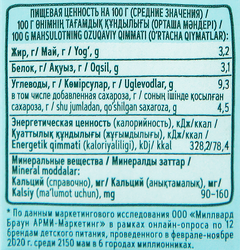 ПИЩЕВАЯ ЦЕННОСТЬ НА 100 Г (СРЕДНИЕ ЗНАЧЕНИЯ) /
100 Г ӨНІМНІҢ ТАҒАМДЫҚ ҚҰНДЫЛЫҒЫ (ОРТАША МӘНДЕРІ) /
100 G MAHSULOTNING OZUQAVIY QIMMATI (O'RTACHA QIYMATLAR):
Жир, г/ Май, г / Yog', g 3,2
Белок, г / Ақуыз, г / Oqsil, g 3,1
Углеводы, г / Көмірсулар, г / Uglevodlar, g 9,3
в том числе добавленная сахароза, г / соның ішінде қосылған
сахароза, г / shu jumladan, qo'shilgan saxaroza, g 4,5
Энергетическая ценность (калорийность), кДж/ккал /
Қуаттылық құндылығы (жұғымдылығы), кДж/ккал /
Energetik qimmati (kaloriyaliligi), kDj/ kkal 328,2/78,4
Минеральные вещества / Минералды заттар /
Mineral moddalar:
Кальций (справочно), мг/ Кальций (анықтамалық), мг/
Kalsiy (ma'lumot uchun), mg 90–160
* По данным маркетингового исследования ООО «Миллвард
Браун АРМИ-Маркетинг» в рамках онлайн-опроса по 12
брендам детского питания, проведенного в феврале-ноябре
2020 г. среди 2150 мам в 6 городах миллионниках.